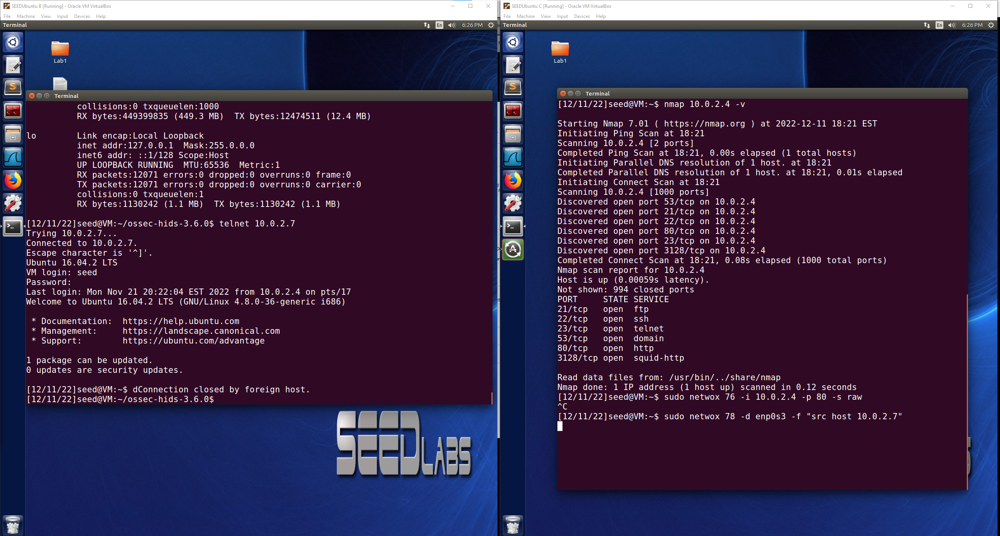 SEEDUbuntu B [Running] - Oracle VM VirtualBox
File Machine View Input Devices Help
Terminal
En
6:26 PM
Lab1
Terminal
collisions:0 txqueuelen:1000
RX bytes:449399835 (449.3 MB)  TX bytes:12474511 (12.4 MB)
lo        Link encap:Local Loopback
inet addr:127.0.0.1  Mask:255.0.0.0
inet6 addr: ::1/128 Scope:Host
UP LOOPBACK RUNNING  MTU:65536  Metric:1
RX packets:12071 errors:0 dropped:0 overruns:0 frame:0
TX packets:12071 errors:0 dropped:0 overruns:0 carrier:0
collisions:0 txqueuelen:1
RX bytes:1130242 (1.1 MB)  TX bytes:1130242 (1.1 MB)
[12/11/22]seed@VM:~/ossec-hids-3.6.0$ telnet 10.0.2.7
Trying 10.0.2.7...
Connected to 10.0.2.7.
Escape character is '^]'.
Ubuntu 16.04.2 LTS
VM login: seed
Password:
Last login: Mon Nov 21 20:22:04 EST 2022 from 10.0.2.4 on pts/17
Welcome to Ubuntu 16.04.2 LTS (GNU/Linux 4.8.0-36-generic i686)
* Documentation:  https://help.ubuntu.com
* Management:     https://landscape.canonical.com
* Support:        https://ubuntu.com/advantage
1 package can be updated.
0 updates are security updates.
[12/11/22]seed@VM:~$ dConnection closed by foreign host.
[12/11/22]seed@VM:~/ossec-hids-3.6.0$
SEEDLABS
SEEDUbuntu C [Running] - Oracle VM VirtualBox
File Machine View Input Devices Help
Terminal
En
6:26 PM
Lab1
Terminal
[12/11/22]seed@VM:~$ nmap 10.0.2.4 -v
Starting Nmap 7.01 ( https://nmap.org ) at 2022-12-11 18:21 EST
Initiating Ping Scan at 18:21
Scanning 10.0.2.4 [2 ports]
Completed Ping Scan at 18:21, 0.00s elapsed (1 total hosts)
Initiating Parallel DNS resolution of 1 host. at 18:21
Completed Parallel DNS resolution of 1 host. at 18:21, 0.01s elapsed
Initiating Connect Scan at 18:21
Scanning 10.0.2.4 [1000 ports]
Discovered open port 53/tcp on 10.0.2.4
Discovered open port 21/tcp on 10.0.2.4
Discovered open port 22/tcp on 10.0.2.4
Discovered open port 80/tcp on 10.0.2.4
Discovered open port 23/tcp on 10.0.2.4
Discovered open port 3128/tcp on 10.0.2.4
Completed Connect Scan at 18:21, 0.08s elapsed (1000 total ports)
Nmap scan report for 10.0.2.4
Host is up (0.00059s latency).
Not shown: 994 closed ports
PORT     STATE SERVICE
21/tcp   open  ftp
22/tcp   open  ssh
23/tcp   open  telnet
53/tcp   open  domain
80/tcp   open  http
3128/tcp open  squid-http
Read data files from: /usr/bin/../share/nmap
Nmap done: 1 IP address (1 host up) scanned in 0.12 seconds
[12/11/22]seed@VM:~$ sudo netwox 76 -i 10.0.2.4 -p 80 -s raw
^C
[12/11/22]seed@VM:~$ sudo netwox 78 -d enp0s3 -f "src host 10.0.2.7"